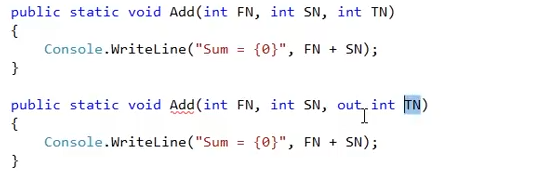 public static void Add(int FN, int SN, int TN)
{
    Console.WriteLine("Sum = {0}", FN + SN);
}
public static void Add(int FN, int SN, out int TN)
{
    Console.WriteLine("Sum = {0}", FN + SN);
}